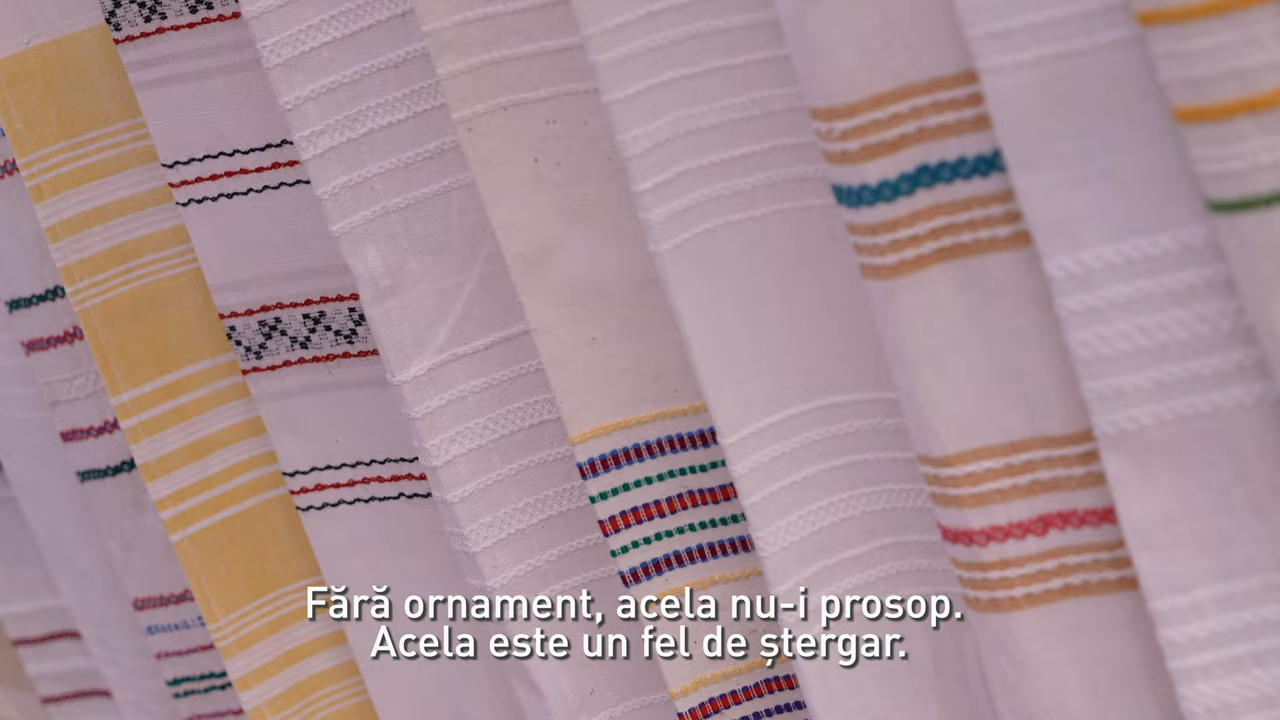 Fără ornament, acela nu-i prosop.
Acela este un fel de ștergar.